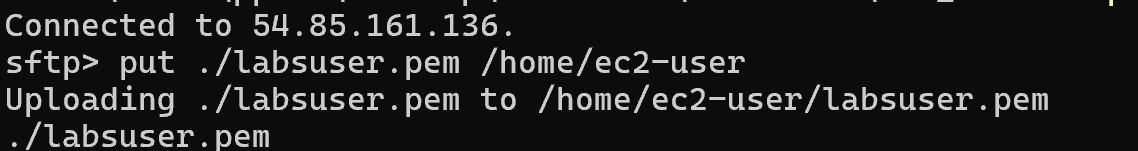 Connected to 54.85.161.136.
sftp> put ./labsuser.pem /home/ec2-user
Uploading ./labsuser.pem to /home/ec2-user/labsuser.pem
./labsuser.pem